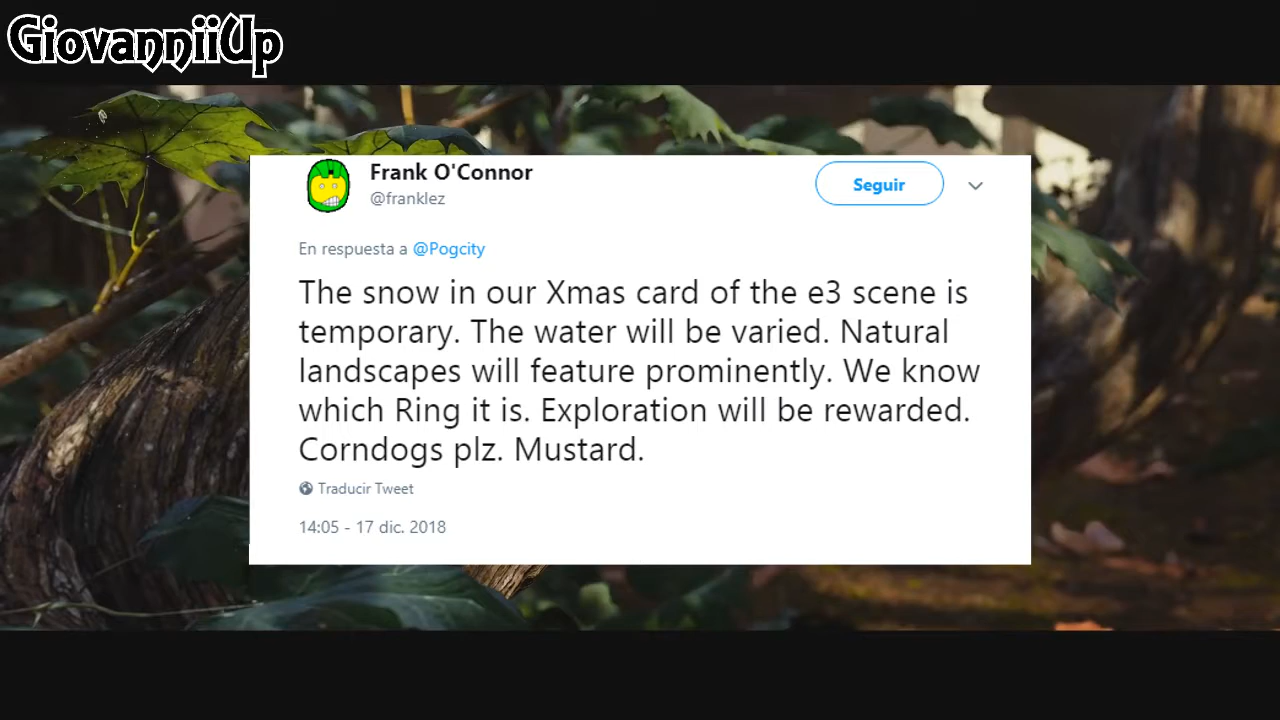 GiovanniiUp
Frank O'Connor
@franklez
Seguir
En respuesta a @Pogcity
The snow in our Xmas card of the e3 scene is
temporary. The water will be varied. Natural
landscapes will feature prominently. We know
which Ring it is. Exploration will be rewarded.
Corndogs plz. Mustard.
Traducir Tweet
14:05 - 17 dic. 2018